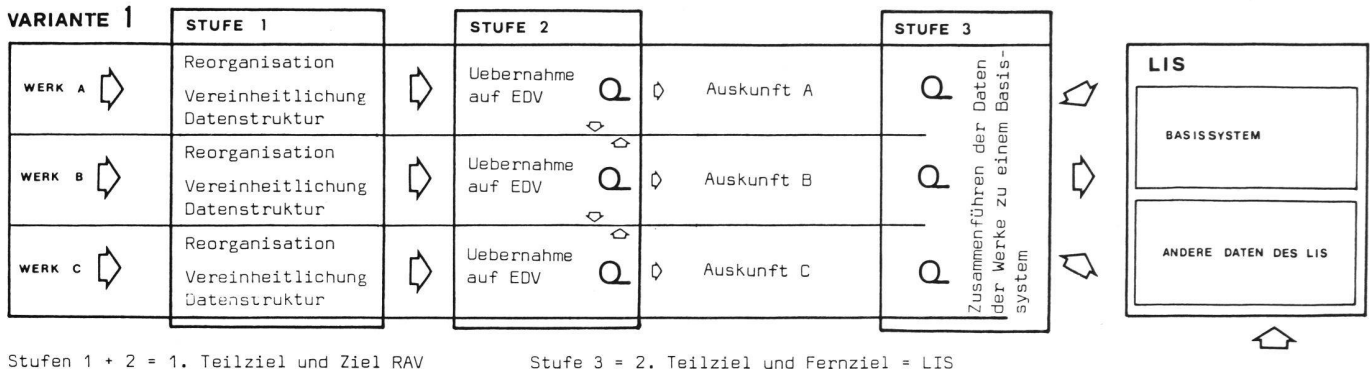 VARIANTE 1
STUFE 1
STUFE 2
STUFE 3
WERK A
Reorganisation
Vereinheitlichung
Datenstruktur
Uebernahme
auf EDV
Auskunft A
WERK B
Reorganisation
Vereinheitlichung
Datenstruktur
Uebernahme
auf EDV
Auskunft B
WERK C
Reorganisation
Vereinheitlichung
Datenstruktur
Uebernahme
auf EDV
Auskunft C
Zusammenführen der Daten
der Werke zu einem Basis-
system
LIS
BASISSYSTEM
ANDERE DATEN DES LIS
Stufen 1 + 2 = 1. Teilziel und Ziel RAV
Stufe 3 = 2. Teilziel und Fernziel = LIS